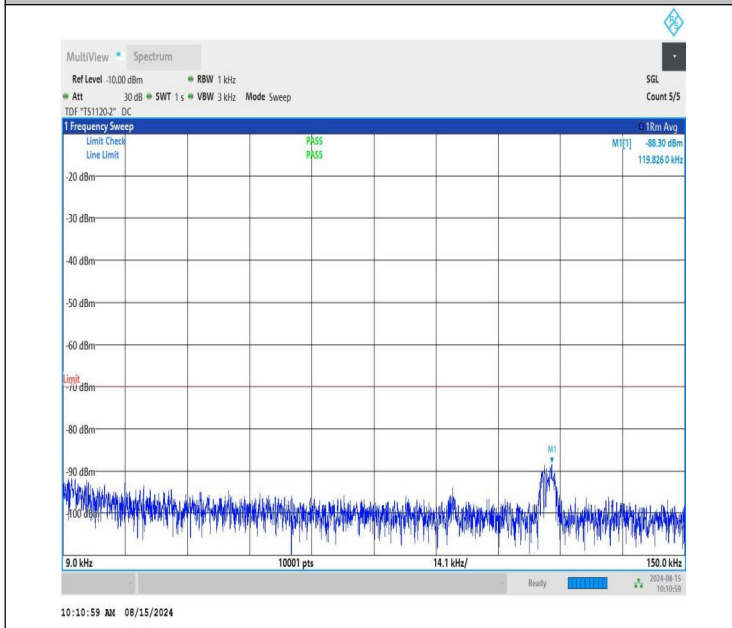 MultiView Spectrum
Ref Level -10.00 dBm RBW 1 kHz SGL
Att 30 dB SWT 1 s VBW 3 kHz Mode Sweep Count 5/5
TDF "TS1120-2" DC
1 Frequency Sweep 1Rm Avg
Limit Check PASS M1[1] -88.30 dBm
Line Limit PASS 119.826 0 kHz
-20 dBm
-30 dBm
-40 dBm
-50 dBm
-60 dBm
Limit
-70 dBm
-80 dBm
M1
-90 dBm
-100 dBm
9.0 kHz 10001 pts 14.1 kHz/ 150.0 kHz
Ready 2024-08-15
10:10:59
10:10:59 AM 08/15/2024